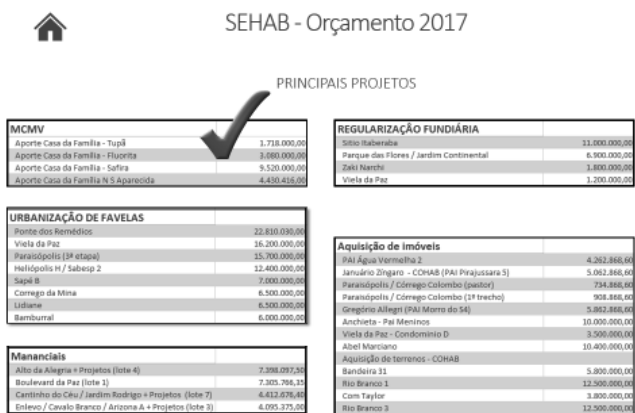 SEHAB - Orçamento 2017
PRINCIPAIS PROJETOS
MCMV
Aporte Casa da Família - Tupã 1.718.000,00
Aporte Casa da Família - Fluorita 3.080.000,00
Aporte Casa da Família - Safira 9.520.000,00
Aporte Casa da Família N S Aparecida 4.430.416,00
URBANIZAÇÃO DE FAVELAS
Ponte dos Remédios 22.810.030,00
Viela da Paz 16.200.000,00
Paraisópolis (3ª etapa) 15.700.000,00
Heliópolis H / Sabesp 2 12.400.000,00
Sapé B 7.000.000,00
Corrego da Mina 6.500.000,00
Lidiane 6.500.000,00
Bamburral 6.000.000,00
Mananciais
Alto da Alegria + Projetos (lote 4) 7.398.097,50
Boulevard da Paz (lote 1) 7.305.766,35
Cantinho do Céu / Jardim Rodrigo + Projetos (lote 7) 4.412.676,40
Enlevo / Cavalo Branco / Arizona A + Projetos (lote 3) 4.095.375,00
REGULARIZAÇÃO FUNDIÁRIA
Sítio Itaberaba 11.000.000,00
Parque das Flores / Jardim Continental 6.900.000,00
Zaki Narchi 1.800.000,00
Viela da Paz 1.200.000,00
Aquisição de imóveis
PAI Água Vermelha 2 4.262.868,60
Januário Zíngaro - COHAB (PAI Pirajussara 5) 5.062.868,60
Paraisópolis / Córrego Colombo (pastor) 734.868,60
Paraisópolis / Córrego Colombo (1º trecho) 908.868,60
Gregório Allegri (PAI Morro do S4) 5.862.868,60
Anchieta - Pai Meninos 10.000.000,00
Viela da Paz - Condominio D 3.500.000,00
Abel Marciano 10.400.000,00
Aquisição de terrenos - COHAB
Bandeira 31 5.800.000,00
Rio Branco 1 12.500.000,00
Com Taylor 3.800.000,00
Rio Branco 3 12.500.000,00